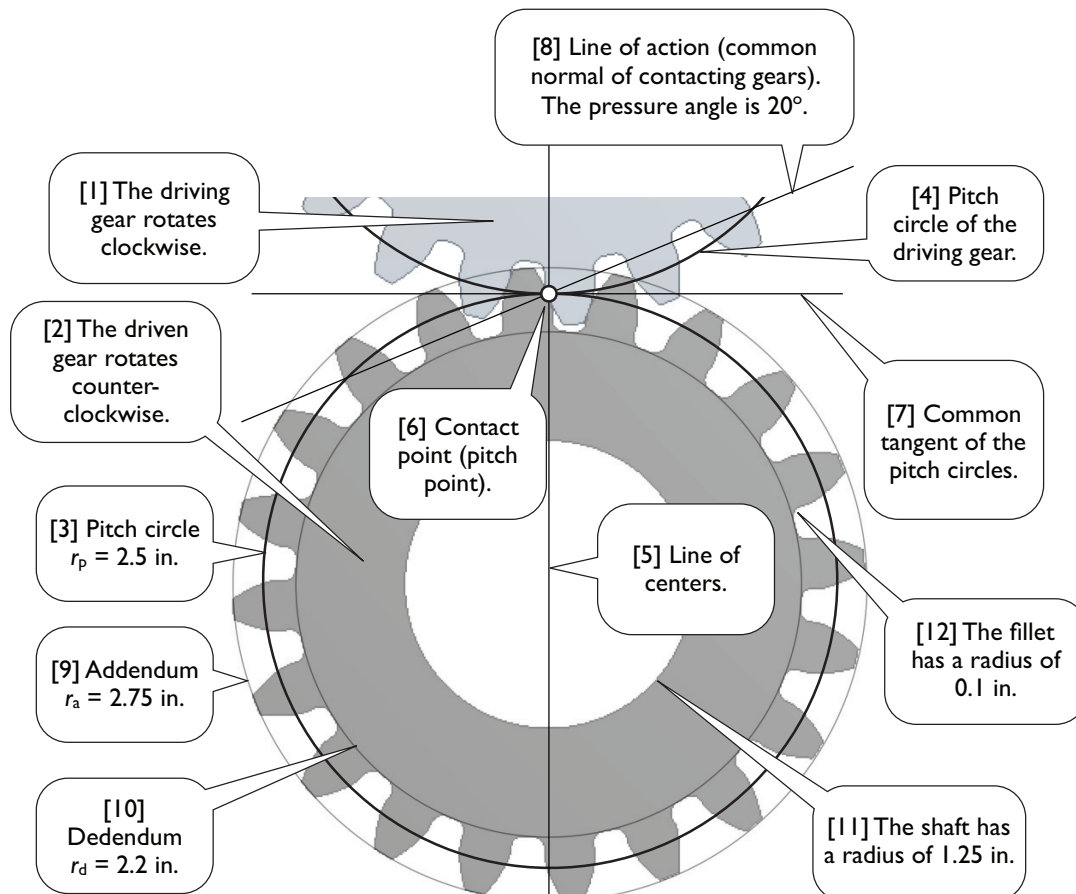 [8] Line of action (common
normal of contacting gears).
The pressure angle is 20°.
[1] The driving
gear rotates
clockwise.
[4] Pitch
circle of the
driving gear.
[2] The driven
gear rotates
counter-
clockwise.
[6] Contact
point (pitch
point).
[7] Common
tangent of the
pitch circles.
[3] Pitch circle
rp = 2.5 in.
[5] Line of
centers.
[12] The fillet
has a radius of
0.1 in.
[9] Addendum
ra = 2.75 in.
[10]
Dedendum
rd = 2.2 in.
[11] The shaft has
a radius of 1.25 in.